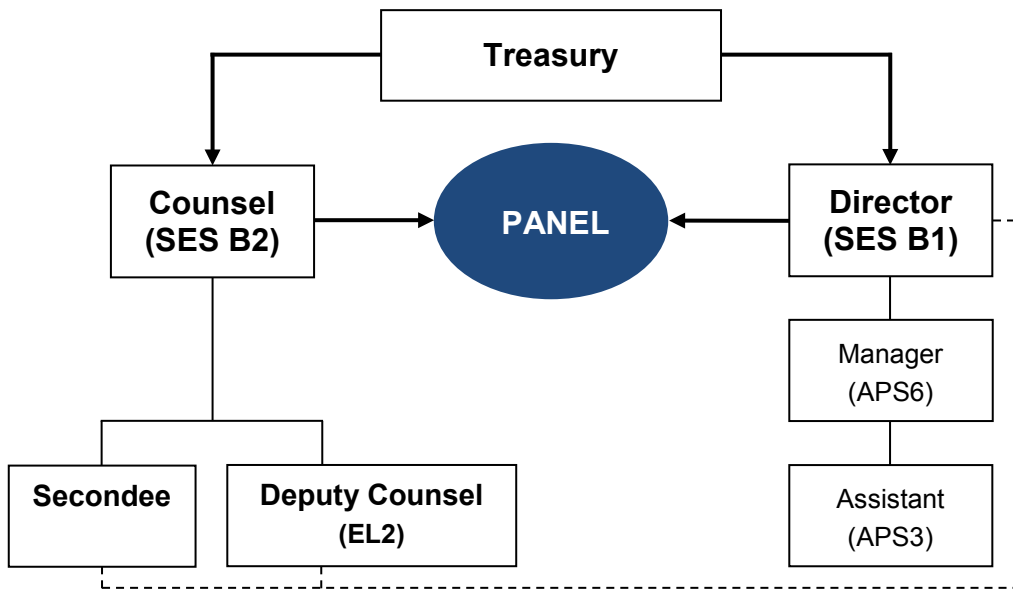 Treasury
Counsel
(SES B2)
PANEL
Director
(SES B1)
Manager
(APS6)
Secondee
Deputy Counsel
(EL2)
Assistant
(APS3)